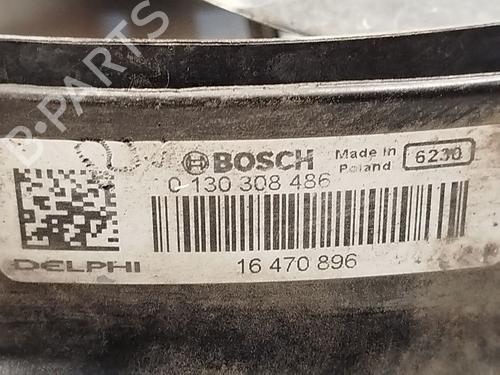 B-PARTS
BOSCH
Made in
Poland
6230
0 130 308 486
DELPHI
16 470 896